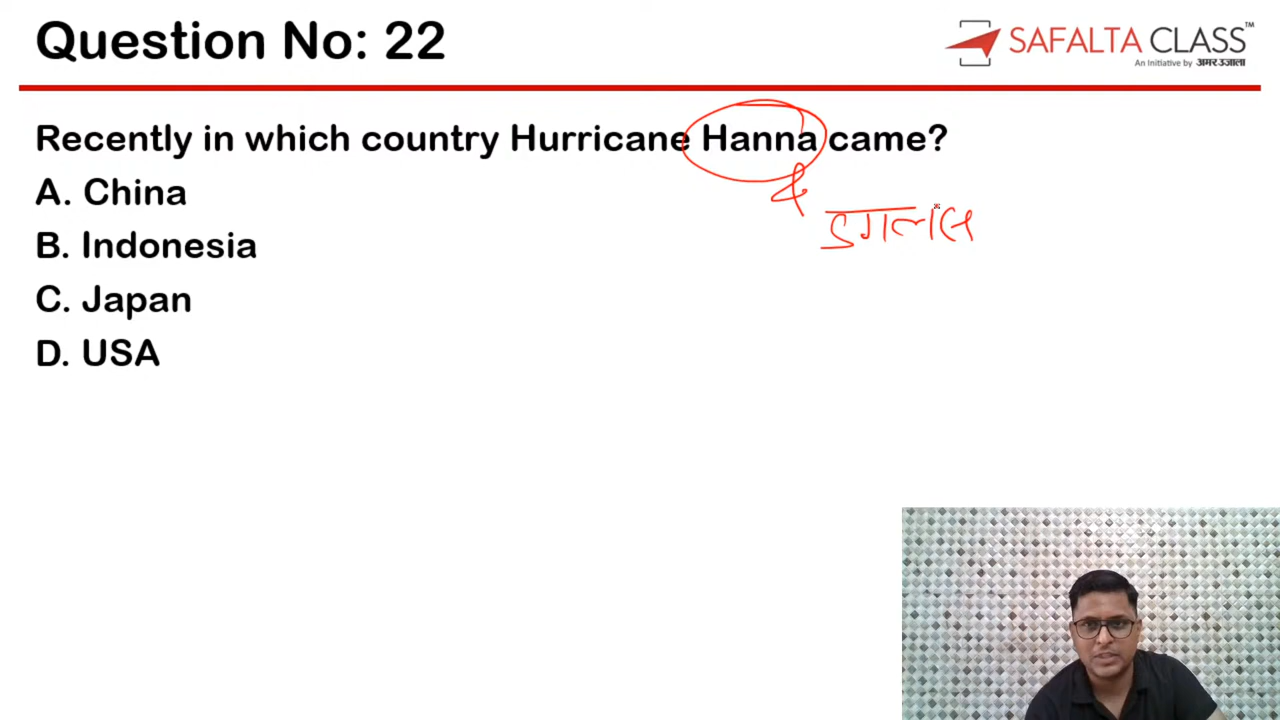 Question No: 22
SAFALTA CLASS™
An Initiative by अमर उजाला
Recently in which country Hurricane Hanna came?
&
डगलस
A. China
B. Indonesia
C. Japan
D. USA